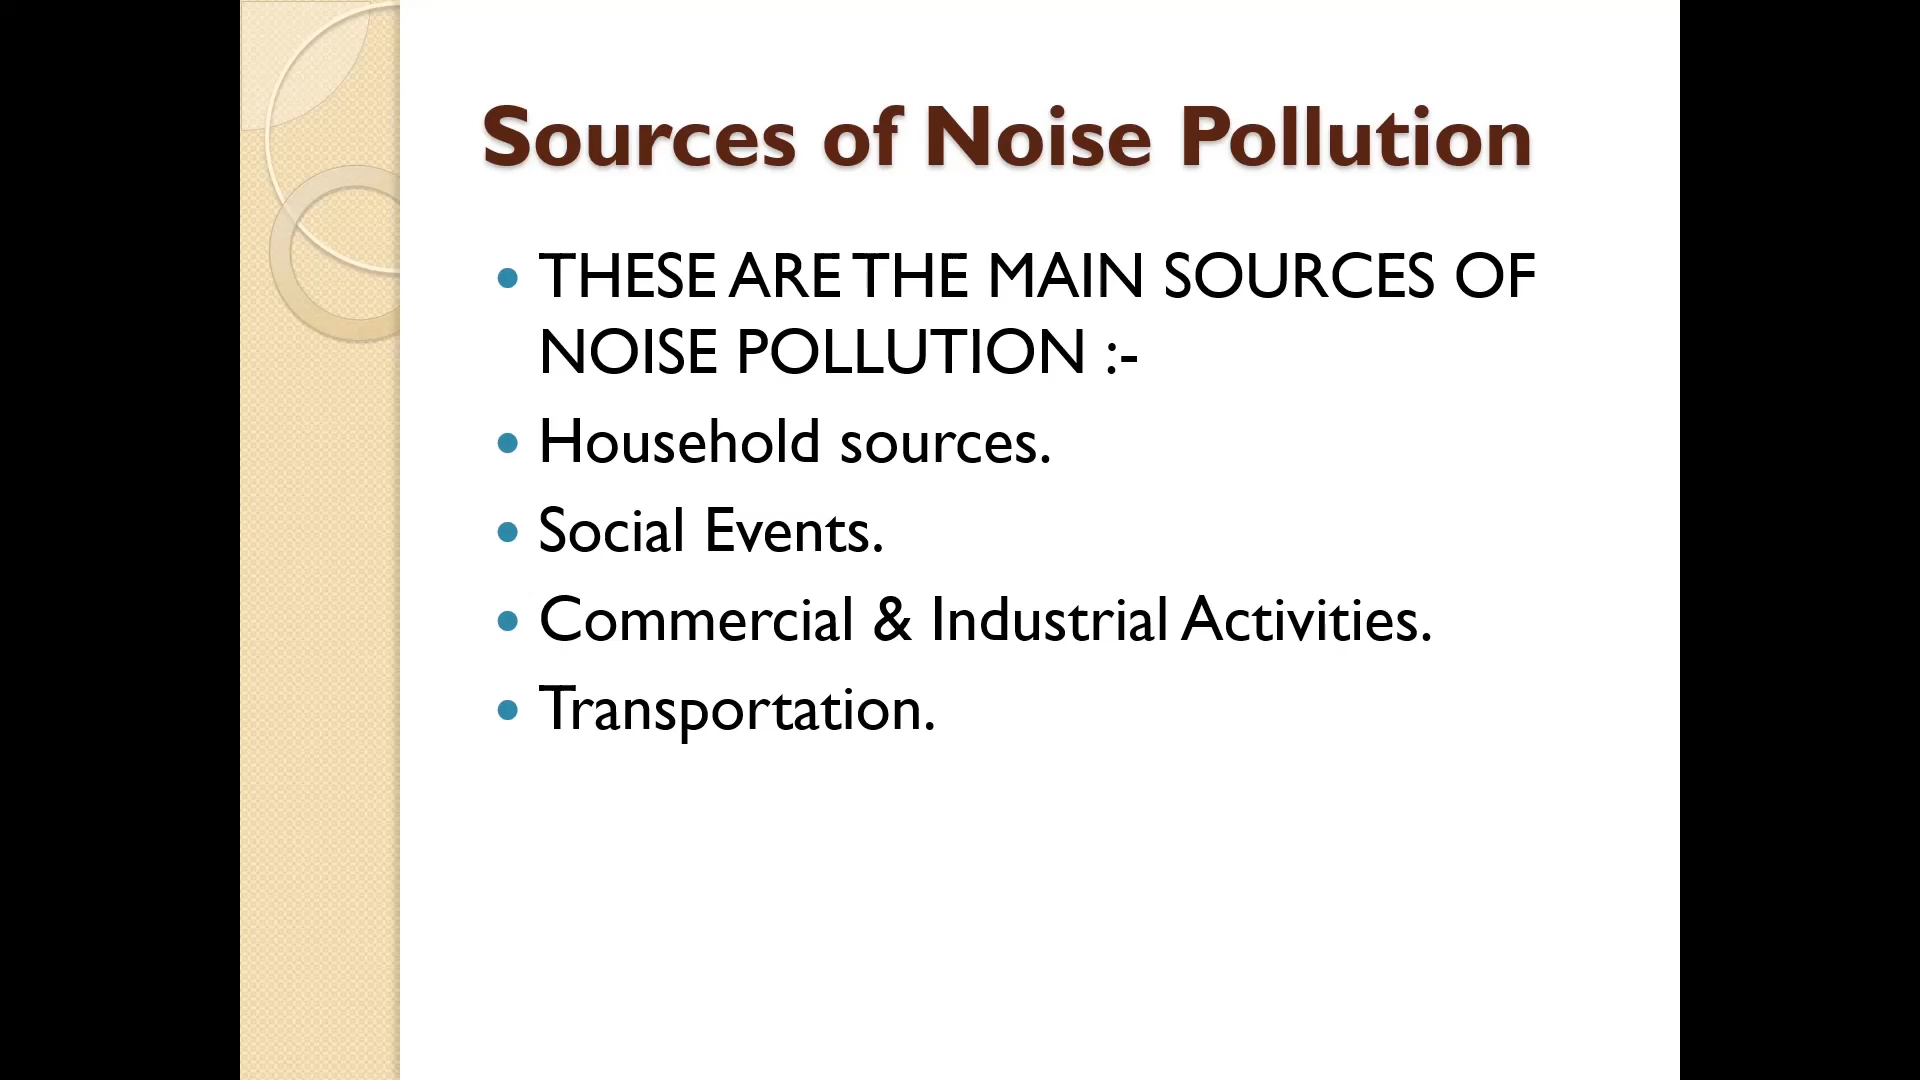 Sources of Noise Pollution
• THESE ARE THE MAIN SOURCES OF
NOISE POLLUTION :-
• Household sources.
• Social Events.
• Commercial & Industrial Activities.
• Transportation.